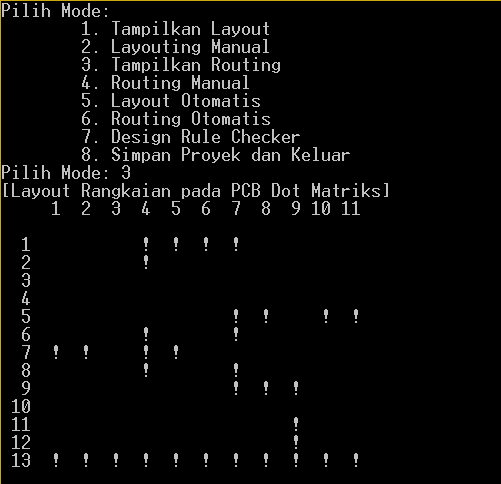 Pilih Mode:
        1. Tampilkan Layout
        2. Layouting Manual
        3. Tampilkan Routing
        4. Routing Manual
        5. Layout Otomatis
        6. Routing Otomatis
        7. Design Rule Checker
        8. Simpan Proyek dan Keluar
Pilih Mode: 3
[Layout Rangkaian pada PCB Dot Matriks]
     1  2  3  4  5  6  7  8  9 10 11
  1           !  !  !  !
  2           !
  3
  4
  5                    !  !     !  !
  6           !        !
  7  !  !     !  !
  8           !        !
  9                    !  !  !
 10
 11                          !
 12                          !
 13  !  !  !  !  !  !  !  !  !  !  !